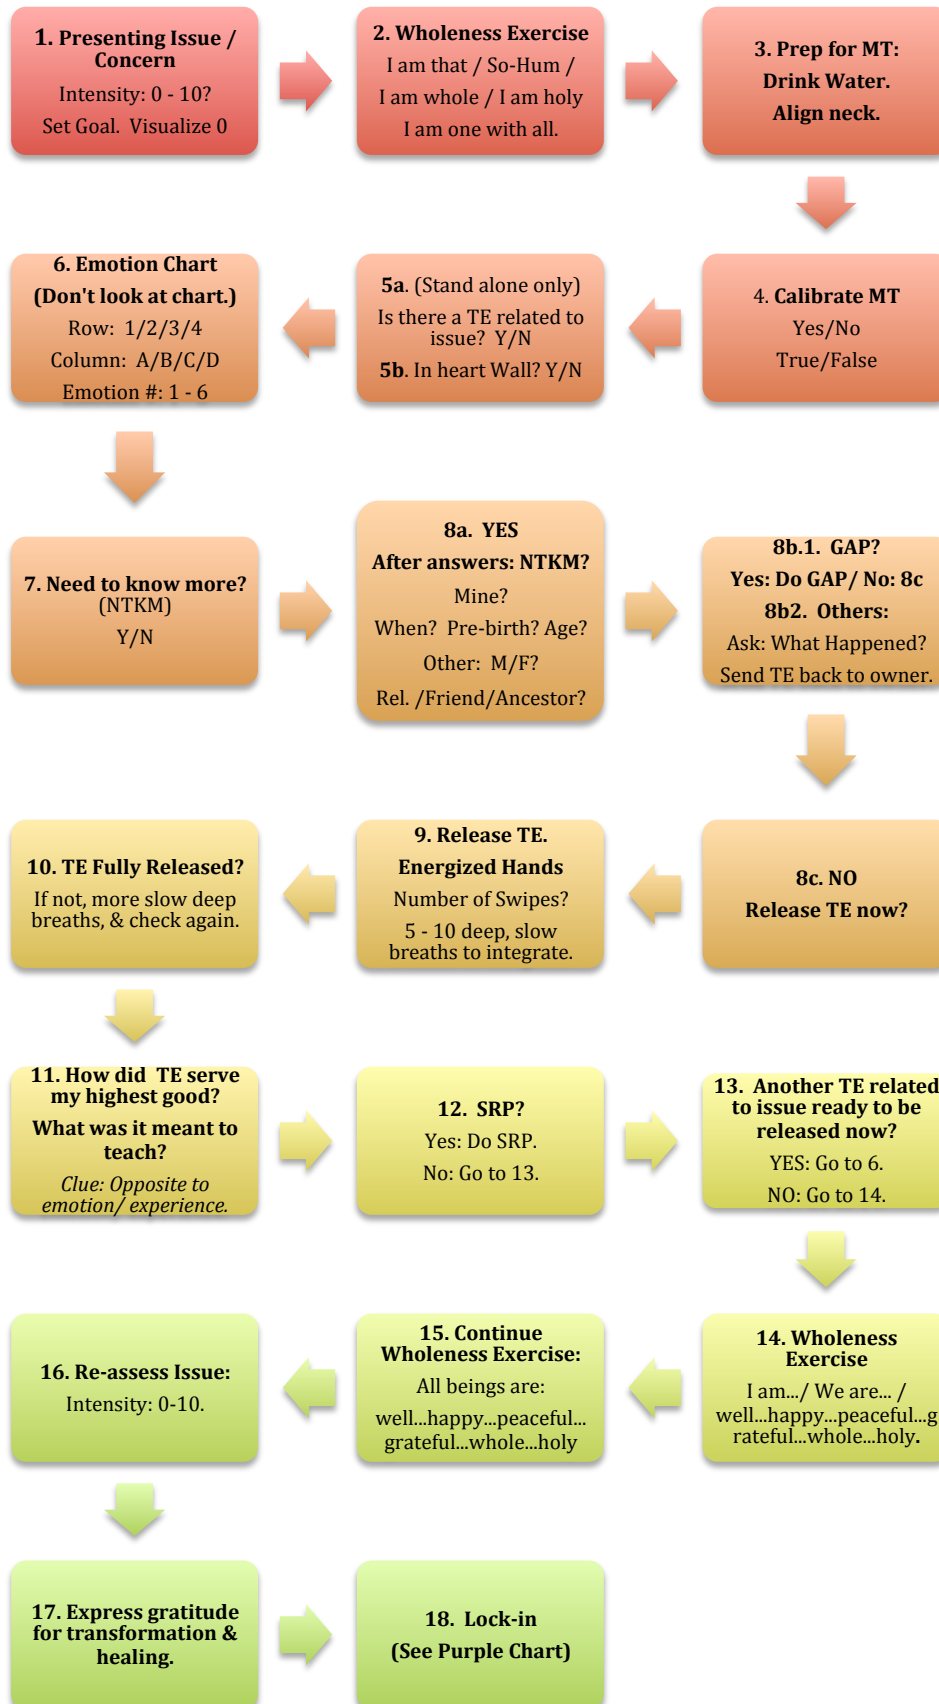 1. Presenting Issue /
Concern
Intensity: 0 - 10?
Set Goal. Visualize 0
2. Wholeness Exercise
I am that / So-Hum /
I am whole / I am holy
I am one with all.
3. Prep for MT:
Drink Water.
Align neck.
4. Calibrate MT
Yes/No
True/False
5a. (Stand alone only)
Is there a TE related to
issue? Y/N
5b. In heart Wall? Y/N
6. Emotion Chart
(Don't look at chart.)
Row: 1/2/3/4
Column: A/B/C/D
Emotion #: 1 - 6
7. Need to know more?
(NTKM)
Y/N
8a. YES
After answers: NTKM?
Mine?
When? Pre-birth? Age?
Other: M/F?
Rel. /Friend/Ancestor?
8b.1. GAP?
Yes: Do GAP/ No: 8c
8b2. Others:
Ask: What Happened?
Send TE back to owner.
8c. NO
Release TE now?
9. Release TE.
Energized Hands
Number of Swipes?
5 - 10 deep, slow
breaths to integrate.
10. TE Fully Released?
If not, more slow deep
breaths, & check again.
11. How did TE serve
my highest good?
What was it meant to
teach?
Clue: Opposite to
emotion/ experience.
12. SRP?
Yes: Do SRP.
No: Go to 13.
13. Another TE related
to issue ready to be
released now?
YES: Go to 6.
NO: Go to 14.
14. Wholeness
Exercise
I am.../ We are... /
well...happy...peaceful...g
rateful...whole...holy.
15. Continue
Wholeness Exercise:
All beings are:
well...happy...peaceful...
grateful...whole...holy
16. Re-assess Issue:
Intensity: 0-10.
17. Express gratitude
for transformation &
healing.
18. Lock-in
(See Purple Chart)